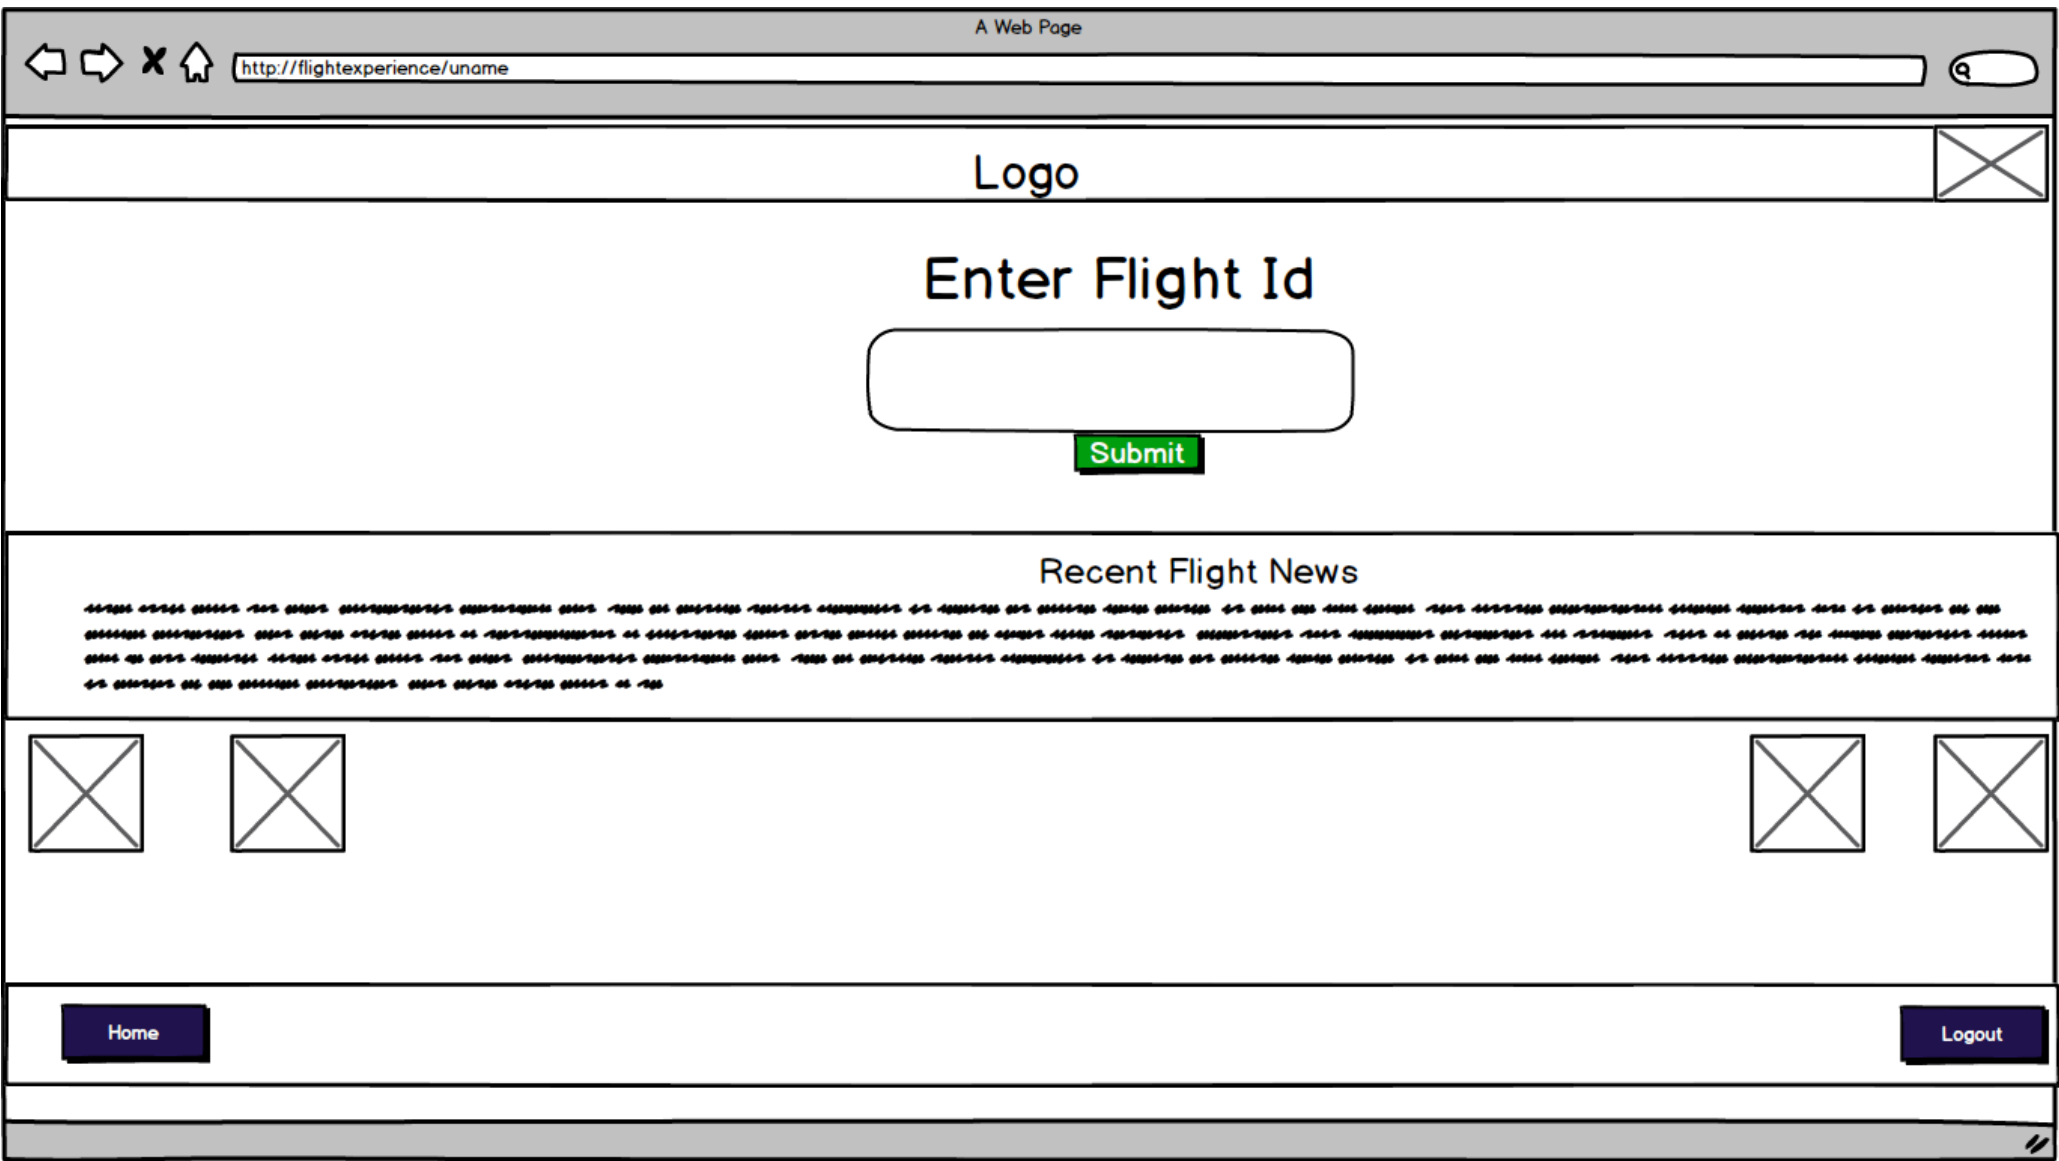 A Web Page
http://flightexperience/uname
Logo
Enter Flight Id
Submit
Recent Flight News
Home
Logout